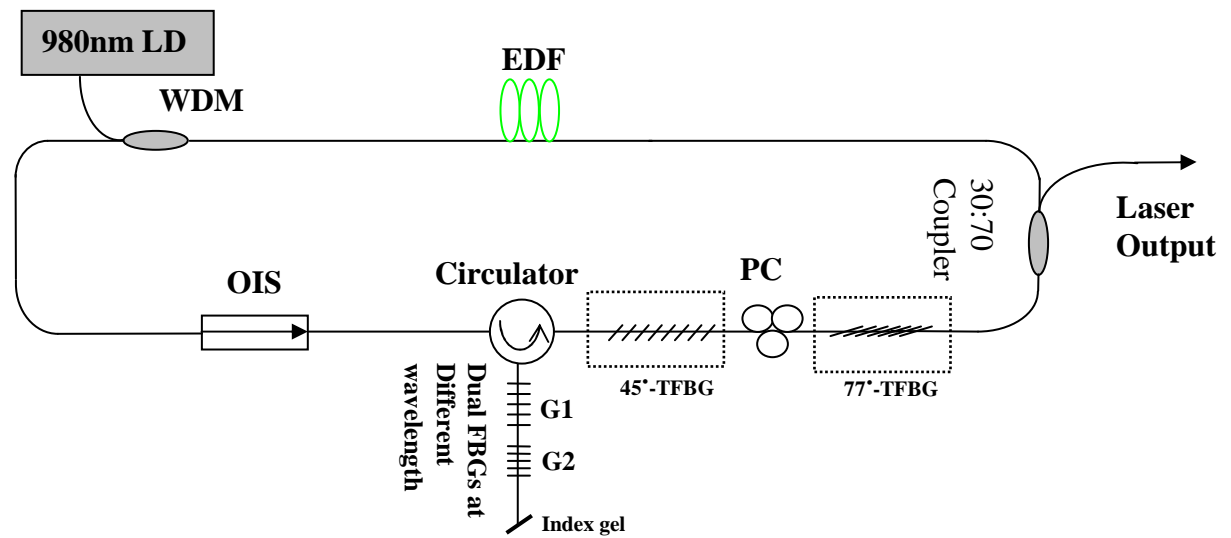 980nm LD
WDM
EDF
30:70
Coupler
Laser
Output
OIS
Circulator
PC
45°-TFBG
77°-TFBG
Dual FBGs at
Different
wavelength
G1
G2
Index gel